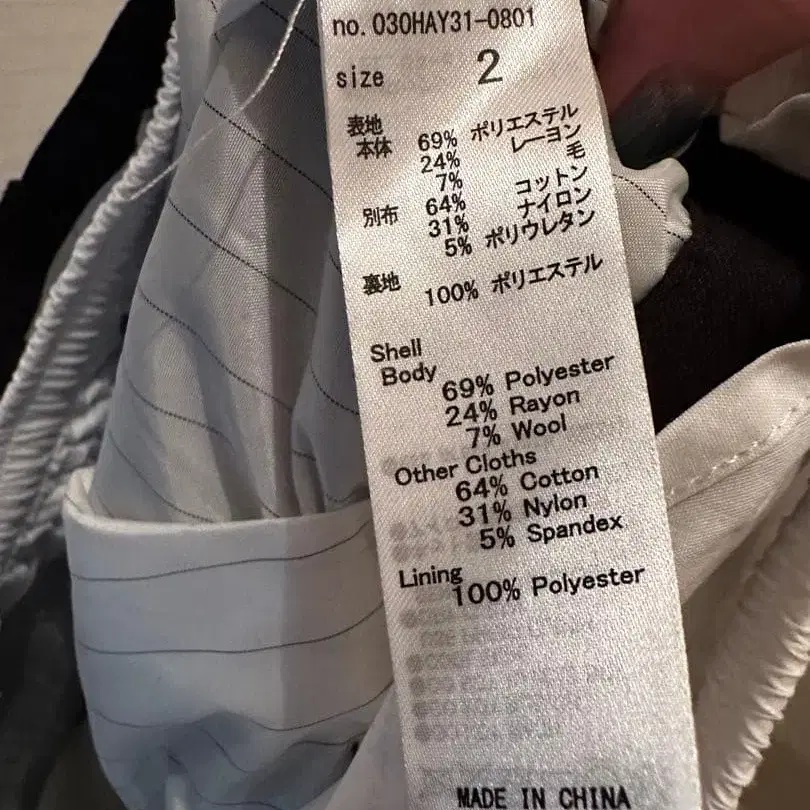 no. 030HAY31-0801
size 2
表地
本体 69% ポリエステル
24% レーヨン
7% 毛
別布 64% コットン
31% ナイロン
5% ポリウレタン
裏地 100% ポリエステル
Shell
Body
69% Polyester
24% Rayon
7% Wool
Other Cloths
64% Cotton
31% Nylon
5% Spandex
Lining
100% Polyester
MADE IN CHINA